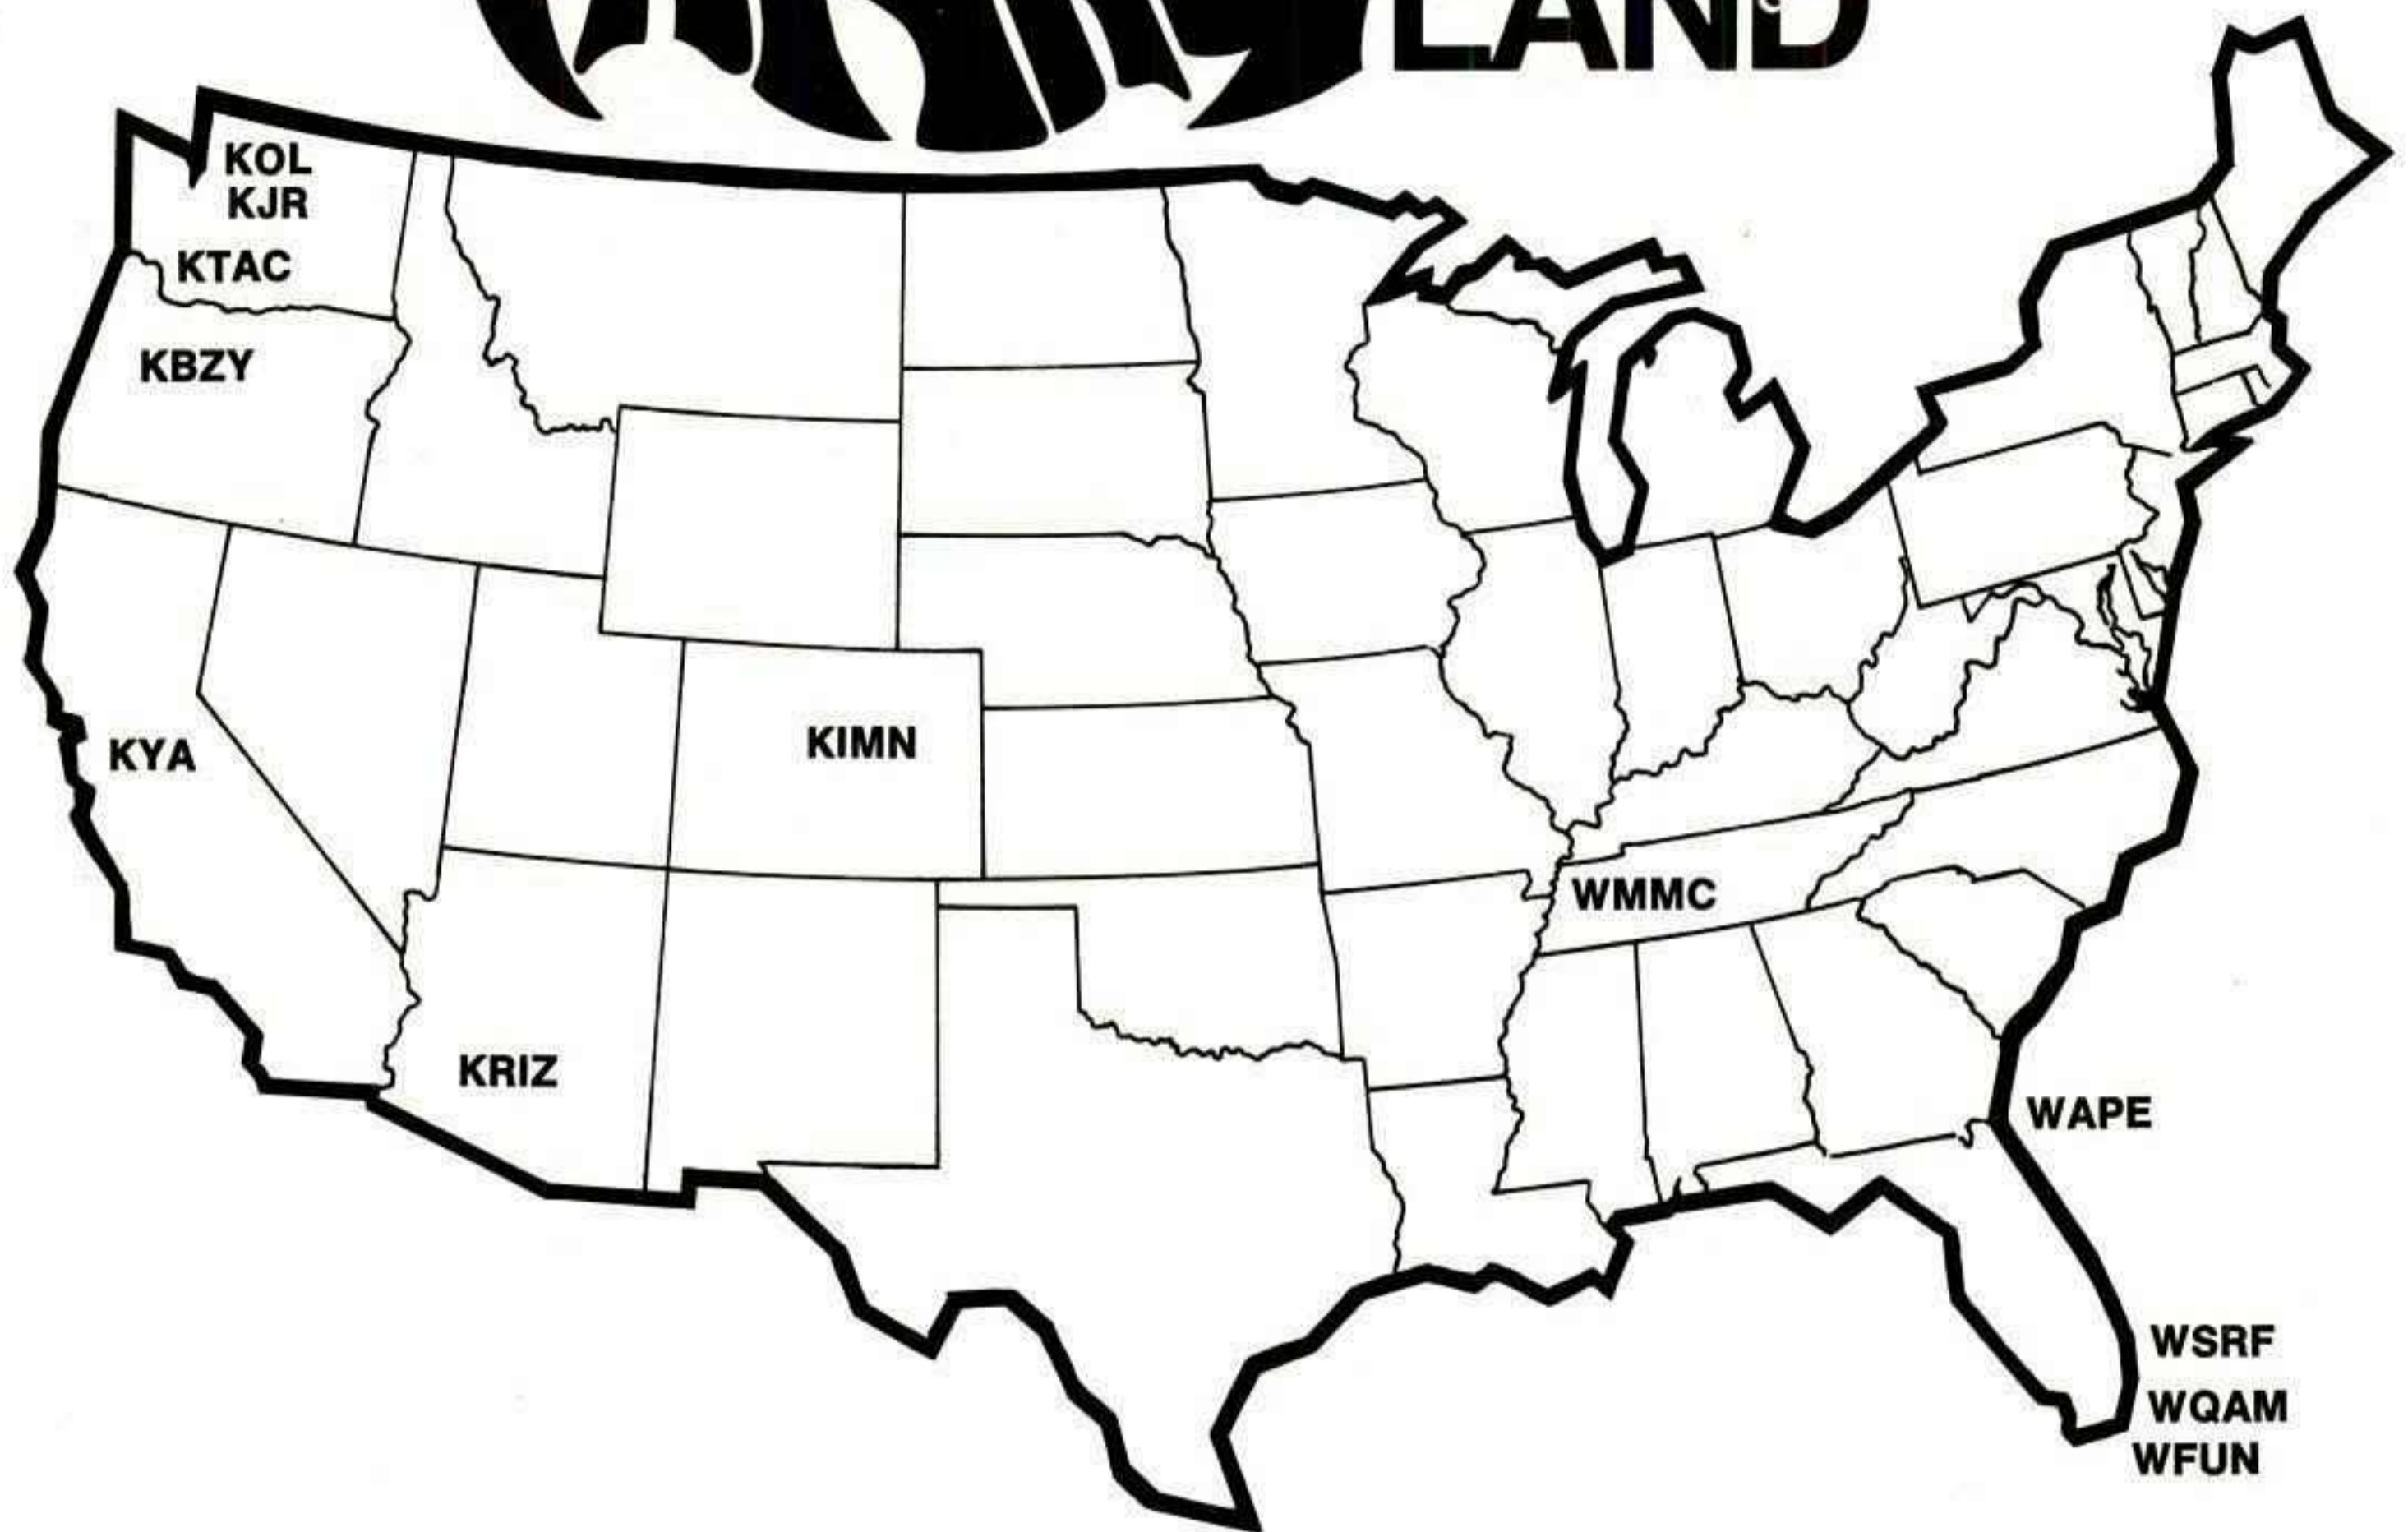 LAND
KOL
KJR
KTAC
KBZY
KYA
KIMN
WMMC
KRIZ
WAPE
WSRF
WQAM
WFUN